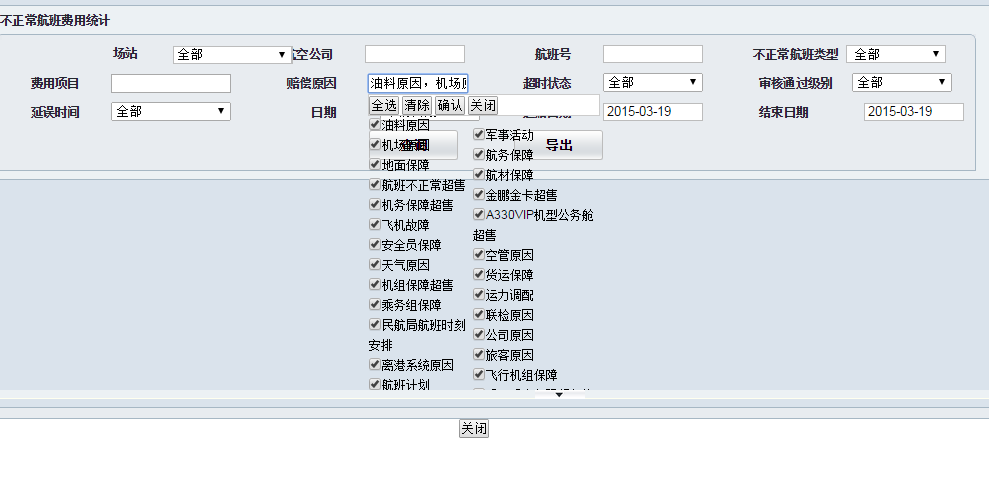 不正常航班费用统计
场站 全部 航空公司 航班号 不正常航班类型 全部
费用项目 赔偿原因 油料原因，机场原 超时状态 全部 审核通过级别 全部
延误时间 全部 日期 2015-03-19 结束日期 2015-03-19
全选 清除 确认 关闭
导出
油料原因
机场原因
地面保障
航班不正常超售
机务保障超售
飞机故障
安全员保障
天气原因
机组保障超售
乘务组保障
民航局航班时刻
安排
离港系统原因
航班计划
军事活动
航务保障
航材保障
金鹏金卡超售
A330VIP机型公务舱
超售
空管原因
货运保障
运力调配
联检原因
公司原因
旅客原因
飞行机组保障
关闭